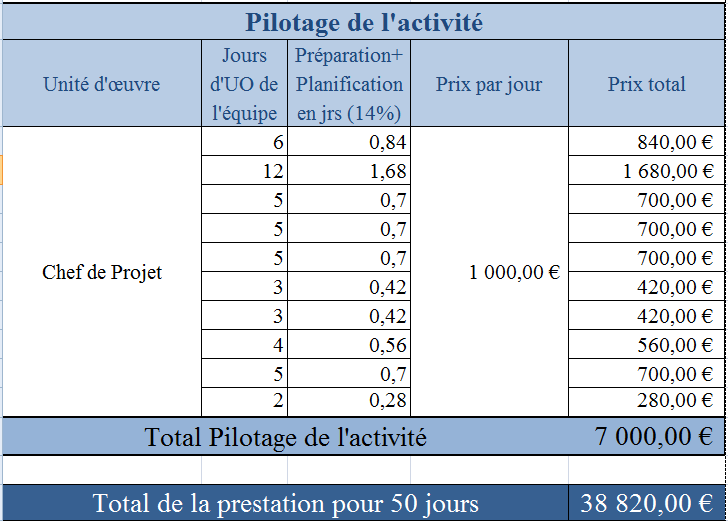 Pilotage de l'activité
Unité d'œuvre | Jours d'UO de l'équipe | Préparation+ Planification en jrs (14%) | Prix par jour | Prix total
6 | 0,84 | 840,00 €
12 | 1,68 | 1 680,00 €
5 | 0,7 | 700,00 €
5 | 0,7 | 700,00 €
5 | 0,7 | 700,00 €
Chef de Projet | 3 | 0,42 | 1 000,00 € | 420,00 €
3 | 0,42 | 420,00 €
4 | 0,56 | 560,00 €
5 | 0,7 | 700,00 €
2 | 0,28 | 280,00 €
Total Pilotage de l'activité | 7 000,00 €
Total de la prestation pour 50 jours | 38 820,00 €